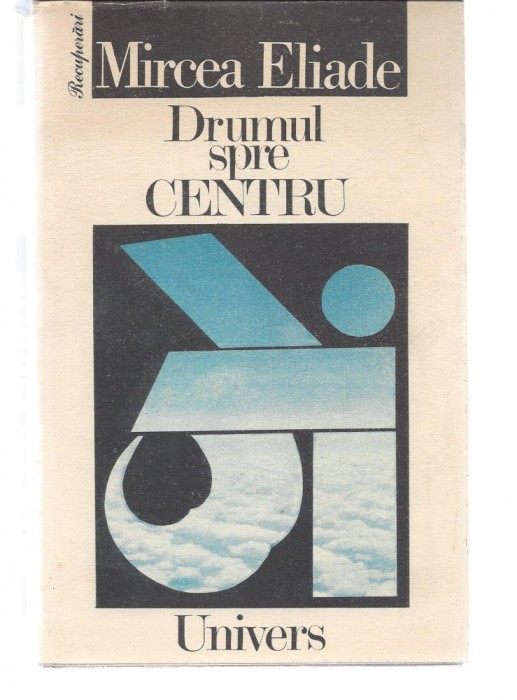 Recuperări
Mircea Eliade
Drumul
spre
CENTRU
Univers